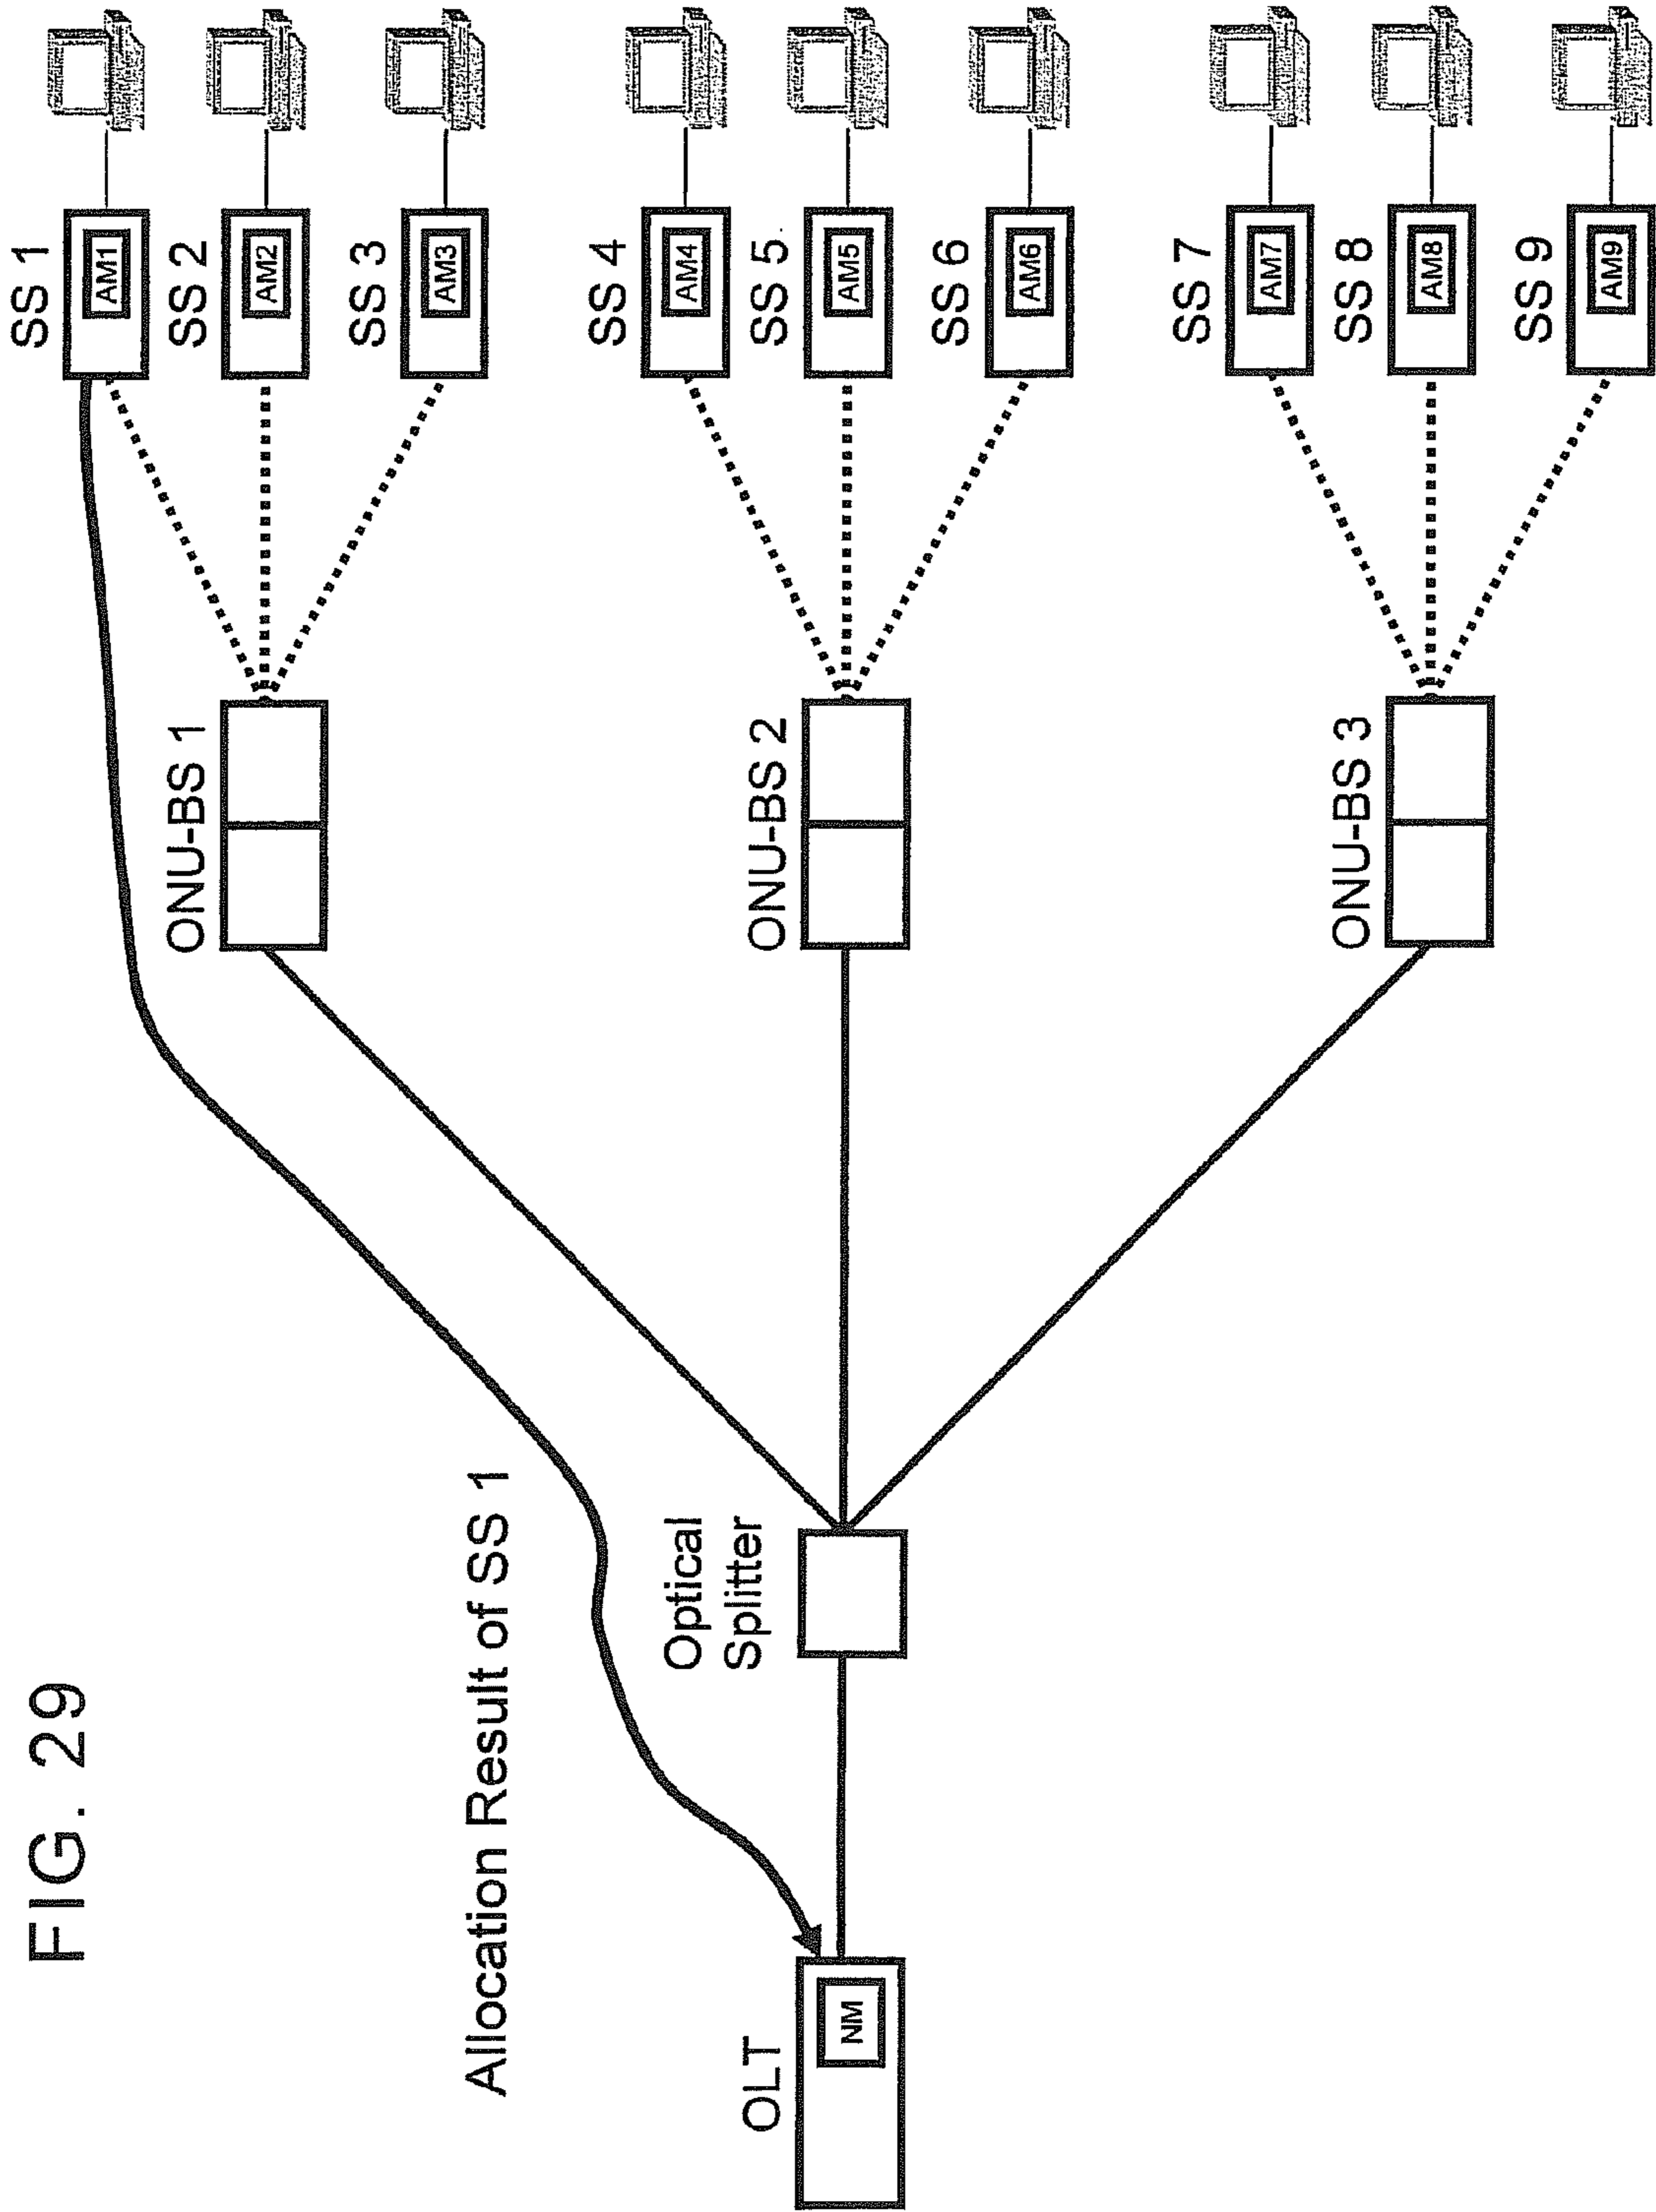 FIG. 29
Allocation Result of SS 1
OLT
NM
Optical
Splitter
ONU-BS 1
ONU-BS 2
ONU-BS 3
SS 1
AM1
SS 2
AM2
SS 3
AM3
SS 4
AM4
SS 5
AM5
SS 6
AM6
SS 7
AM7
SS 8
AM8
SS 9
AM9